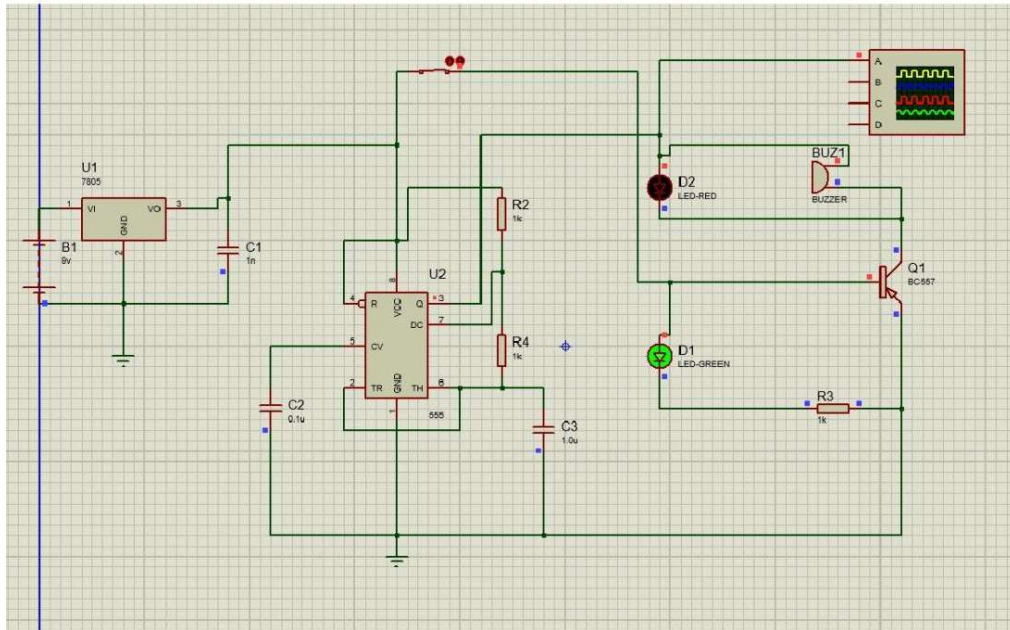 A
B
C
D
U1
7805
1
VI
VO
3
GND
2
B1
9v
C1
1n
R2
1k
U2
8
4
R
VCC
Q
3
DC
7
5
CV
R4
1k
2
TR
GND
TH
6
1
555
C2
0.1u
C3
1.0u
D2
LED-RED
BUZ1
BUZZER
Q1
BC557
D1
LED-GREEN
R3
1k